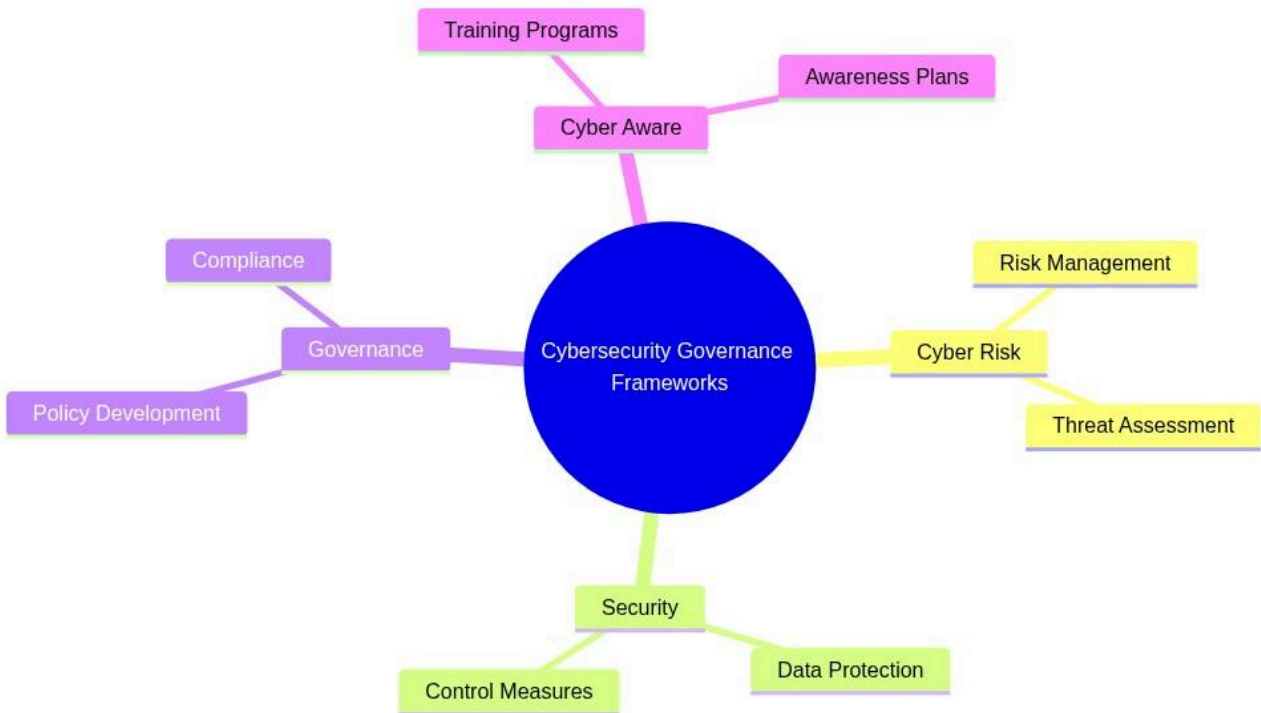 Training Programs
Awareness Plans
Cyber Aware
Compliance
Risk Management
Governance
Cybersecurity Governance
Frameworks
Cyber Risk
Policy Development
Threat Assessment
Security
Data Protection
Control Measures